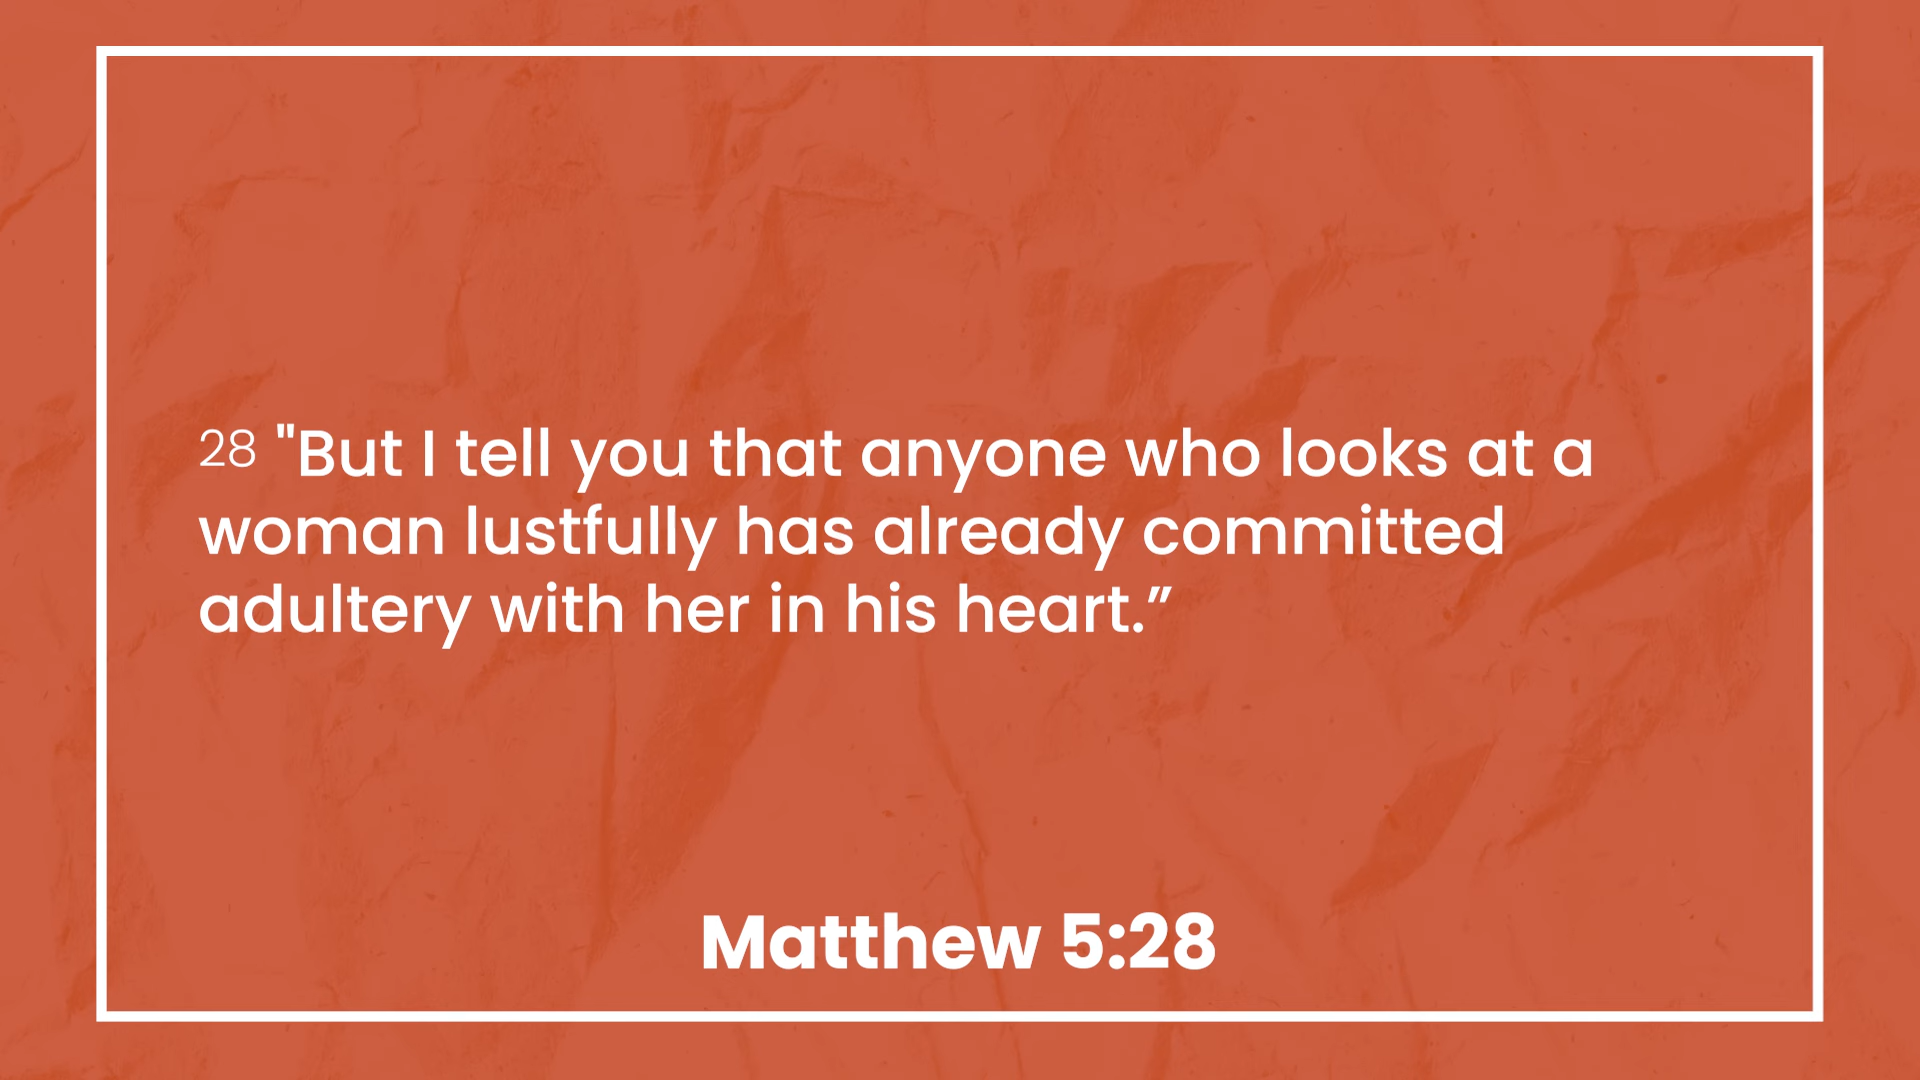 28 "But I tell you that anyone who looks at a
woman lustfully has already committed
adultery with her in his heart.”
Matthew 5:28